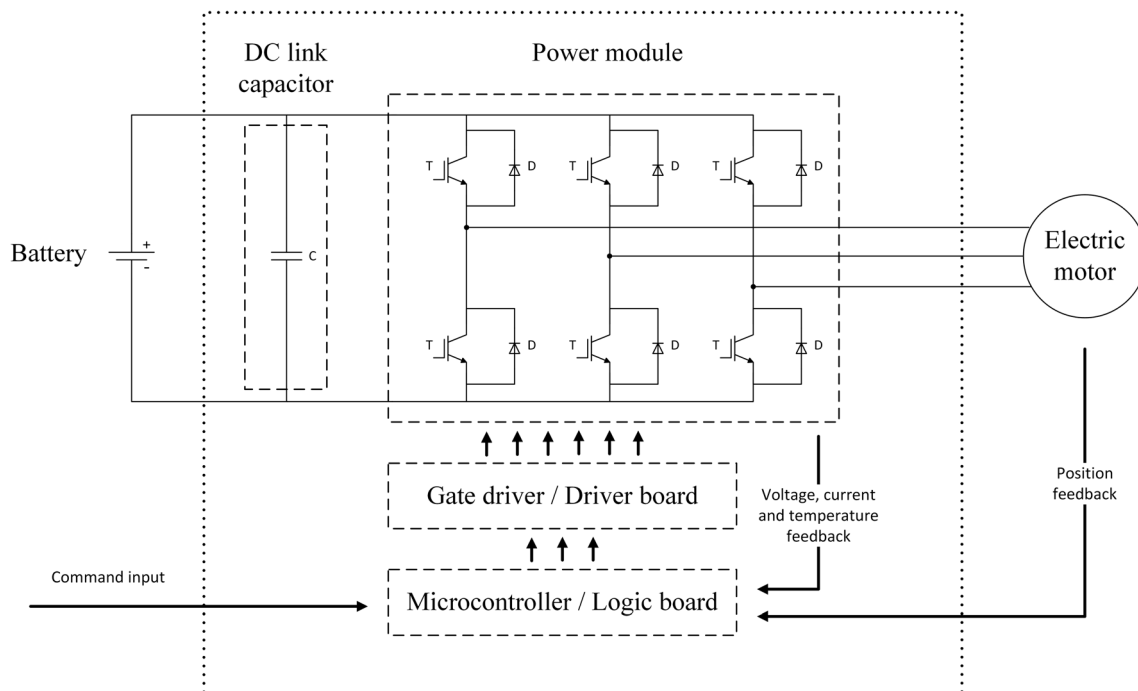 DC link
capacitor
Power module
T
D
T
D
T
D
Battery
+
-
C
Electric
motor
T
D
T
D
T
D
Gate driver / Driver board
Voltage, current
and temperature
feedback
Position
feedback
Command input
Microcontroller / Logic board